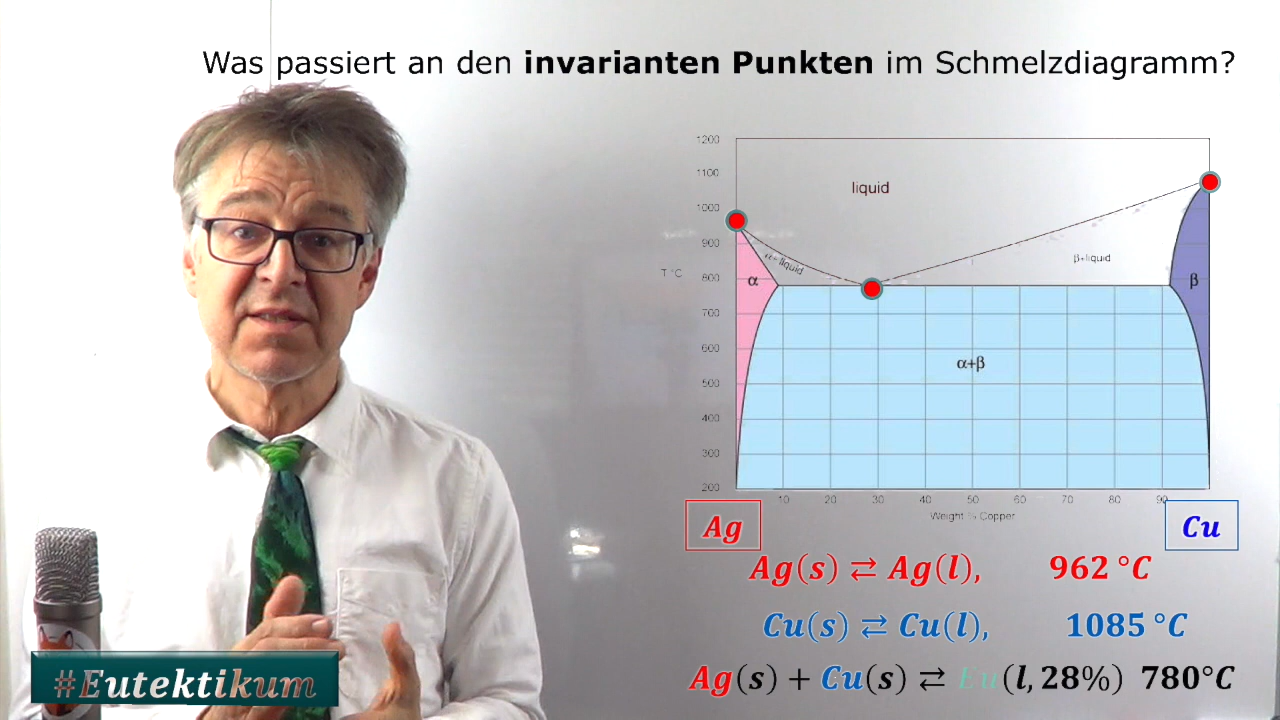 Was passiert an den invarianten Punkten im Schmelzdiagramm?
1200
1100
liquid
1000
900
α+liquid
β+liquid
T °C
800
α
β
700
600
α+β
500
400
300
200
10 20 30 40 50 60 70 80 90
Weight % Copper
Ag
Cu
Ag(s) ⇄ Ag(l), 962 °C
Cu(s) ⇄ Cu(l), 1085 °C
#Eutektikum
Ag(s) + Cu(s) ⇄ Eu(l, 28%) 780°C